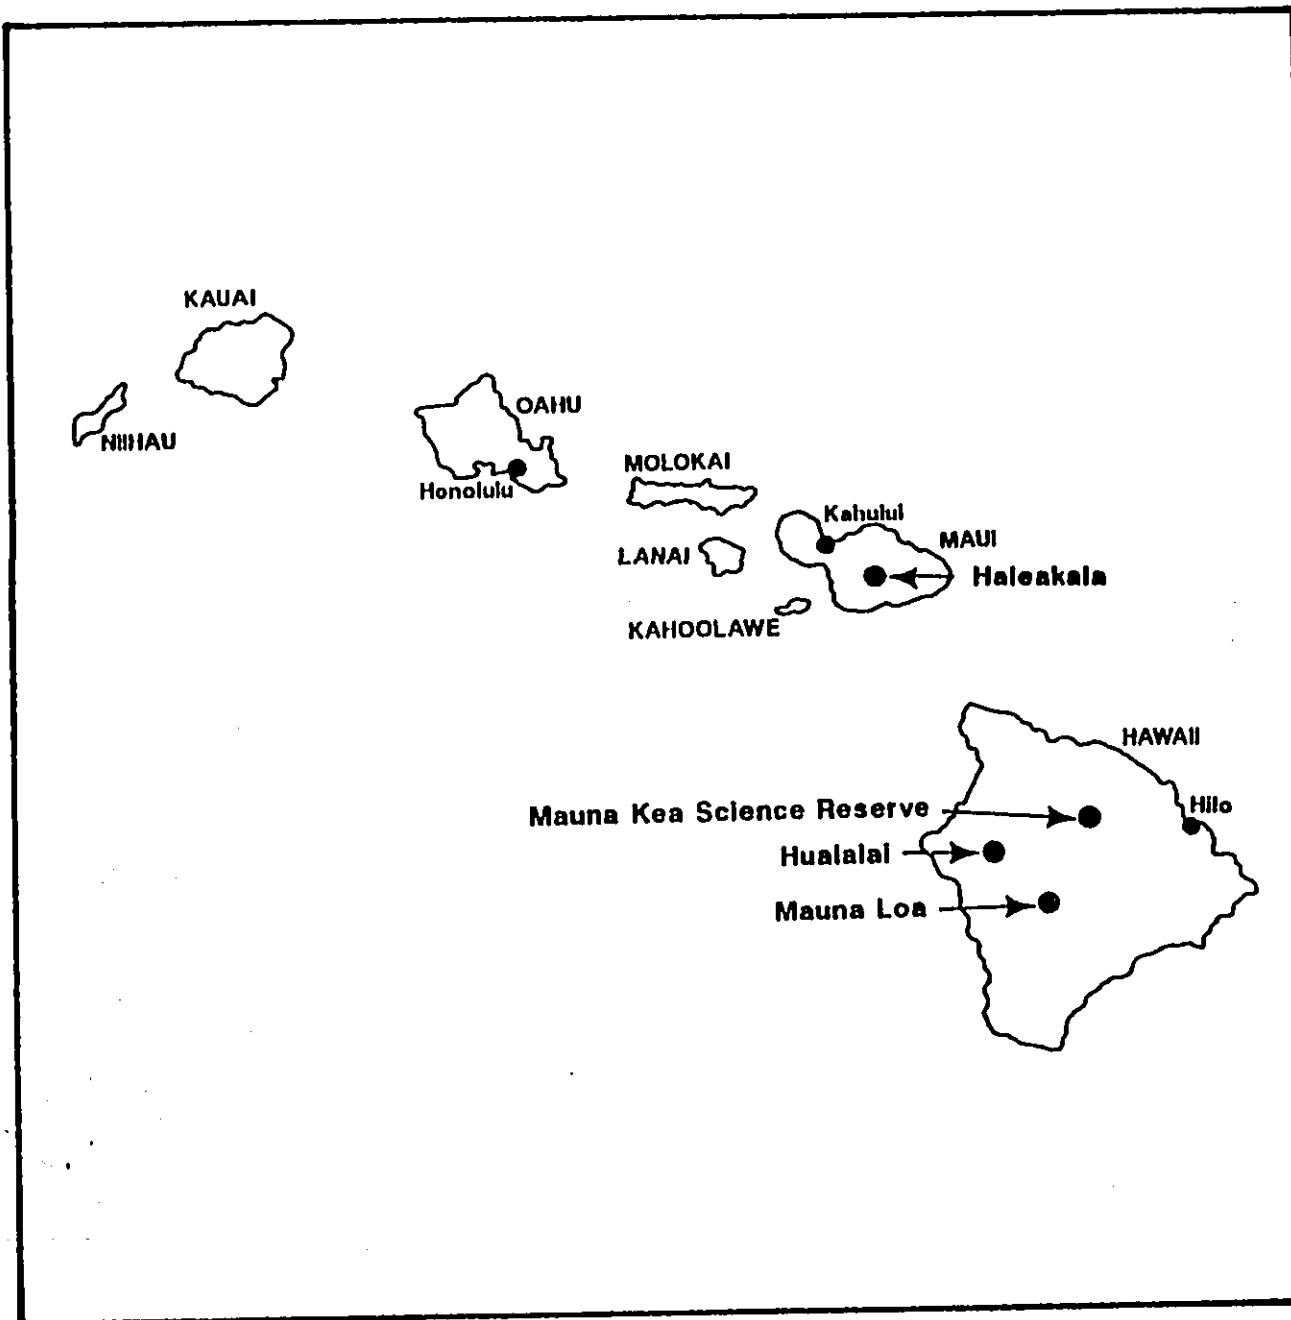 KAUAI
NIIHAU
OAHU
Honolulu
MOLOKAI
Kahului
LANAI
MAUI
Haleakala
KAHOOLAWE
HAWAII
Mauna Kea Science Reserve
Hilo
Hualalai
Mauna Loa